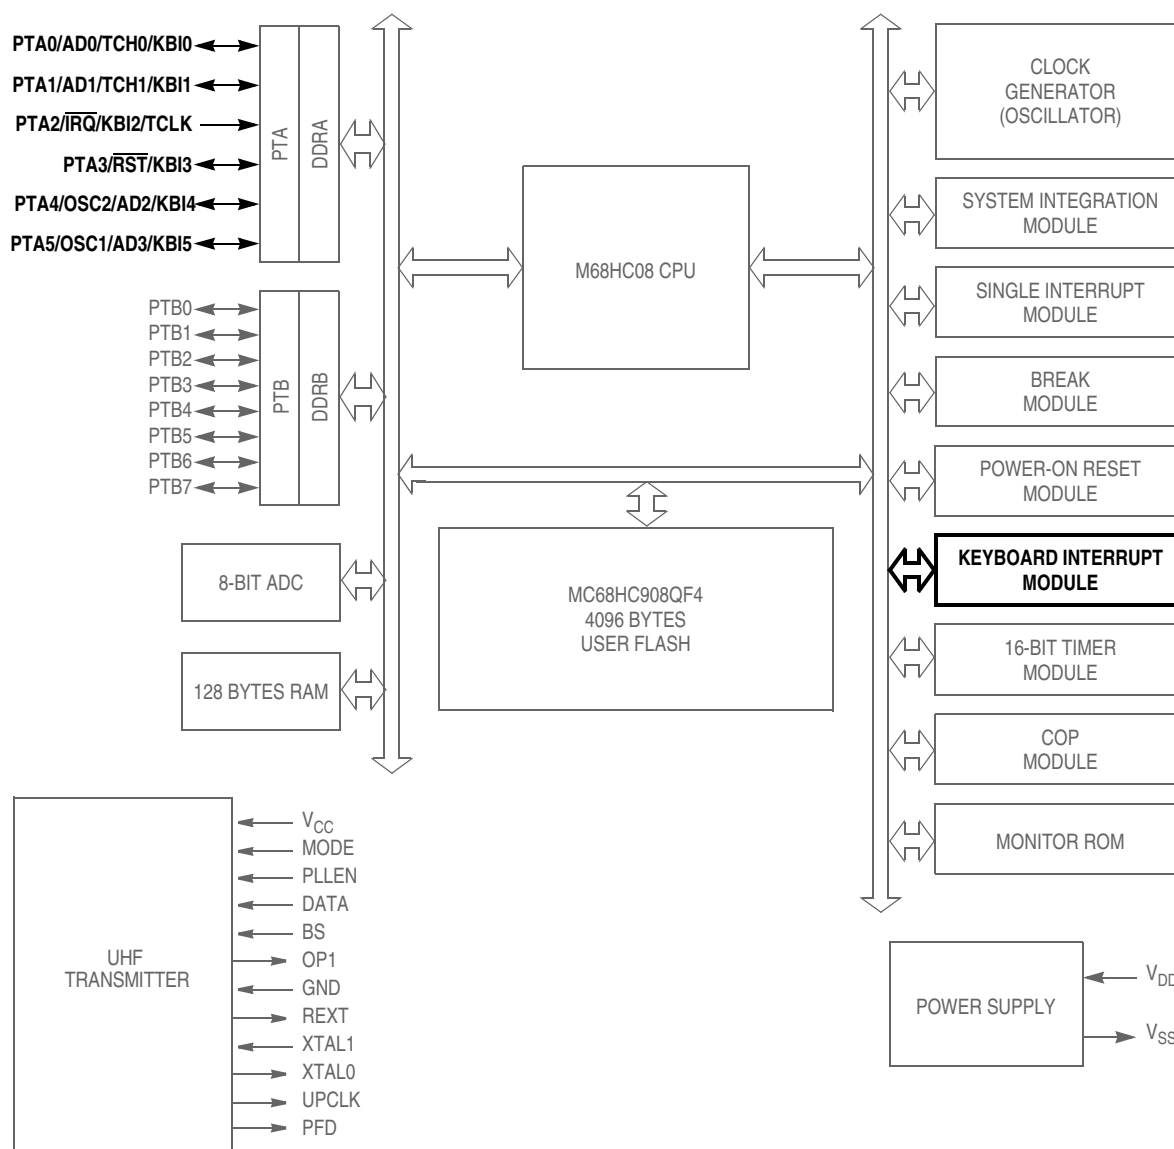 PTA0/AD0/TCH0/KBI0
PTA1/AD1/TCH1/KBI1
PTA2/IRQ/KBI2/TCLK
PTA3/RST/KBI3
PTA4/OSC2/AD2/KBI4
PTA5/OSC1/AD3/KBI5
PTA
DDRA
PTB0
PTB1
PTB2
PTB3
PTB4
PTB5
PTB6
PTB7
PTB
DDRB
8-BIT ADC
128 BYTES RAM
M68HC08 CPU
MC68HC908QF4
4096 BYTES
USER FLASH
CLOCK
GENERATOR
(OSCILLATOR)
SYSTEM INTEGRATION
MODULE
SINGLE INTERRUPT
MODULE
BREAK
MODULE
POWER-ON RESET
MODULE
KEYBOARD INTERRUPT
MODULE
16-BIT TIMER
MODULE
COP
MODULE
MONITOR ROM
UHF
TRANSMITTER
VCC
MODE
PLLEN
DATA
BS
OP1
GND
REXT
XTAL1
XTAL0
UPCLK
PFD
POWER SUPPLY
VDD
VSS